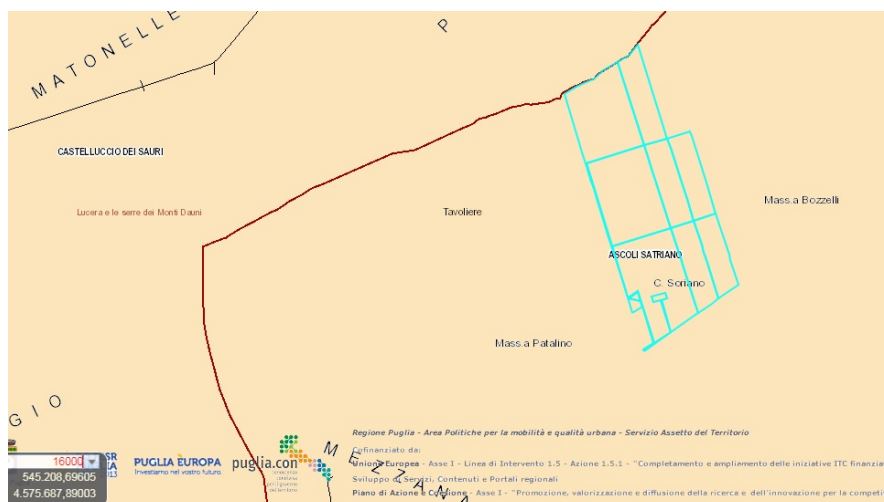 MATONELLE
P
CASTELLUCCIO DEI SAURI
Lucera e le serre dei Monti Dauni
Tavoliere
Mass.a Bozzelli
ASCOLI SATRIANO
C. Soriano
Mass.a Patalino
GIO
MEZZANA
Regione Puglia - Area Politiche per la mobilità e qualità urbana - Servizio Assetto del Territorio
Cofinanziato da:
Unione Europea - Asse I - Linea di Intervento 1.5 - Azione 1.5.1 - "Completamento e ampliamento delle iniziative ITC finanzia
Sviluppo di Servizi, Contenuti e Portali regionali
Piano di Azione e Coesione - Asse I - "Promozione, valorizzazione e diffusione della ricerca e dell'innovazione per la competi
16000
SR
PUGLIA EUROPA
Investiamo nel vostro futuro.
puglia.con
545.208,69605
4.575.687,89003